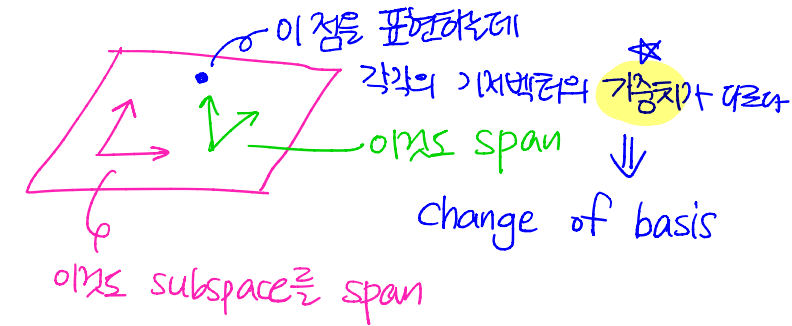 이 점을 표현하는데
각각의 기저벡터의 가중치가 다르다
이것도 span
change of basis
이것도 subspace를 span